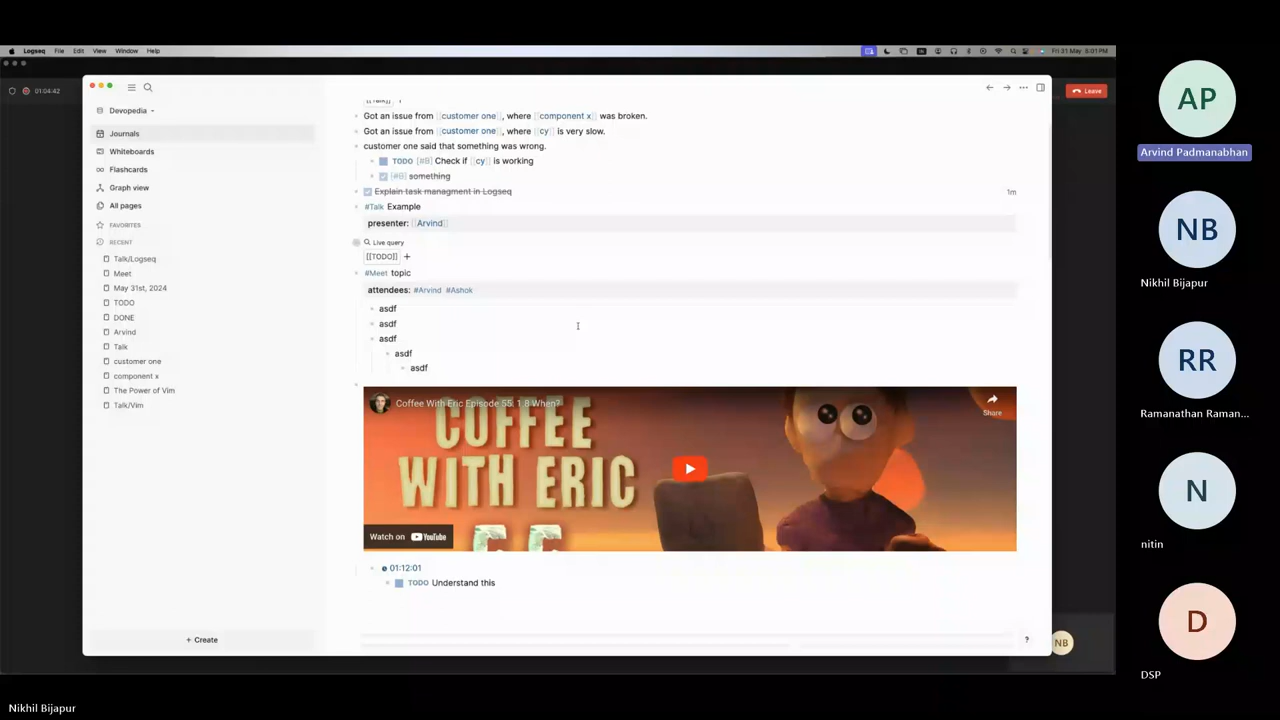 Logseq File Edit View Window Help
Fri 31 May 8:01 PM
01:04:42
Leave
Devopedia
Journals
Whiteboards
Flashcards
Graph view
All pages
FAVORITES
RECENT
Talk/Logseq
Meet
May 31st, 2024
TODO
DONE
Arvind
Talk
customer one
component x
The Power of Vim
Talk/Vim
+ Create
[[Talk]] +
Got an issue from [[customer one]], where [[component x]] was broken.
Got an issue from [[customer one]], where [[cy]] is very slow.
customer one said that something was wrong.
TODO [#B] Check if [[cy]] is working
[#B] something
Explain task managment in Logseq
1m
#Talk Example
presenter: [[Arvind]]
Live query
[[TODO]] +
#Meet topic
attendees: #Arvind #Ashok
asdf
asdf
asdf
asdf
asdf
Coffee With Eric Episode 55: 1.8 When?
Share
COFFEE
WITH ERIC
Watch on YouTube
01:12:01
TODO Understand this
?
NB
AP
Arvind Padmanabhan
NB
Nikhil Bijapur
RR
Ramanathan Raman...
N
nitin
D
DSP
Nikhil Bijapur